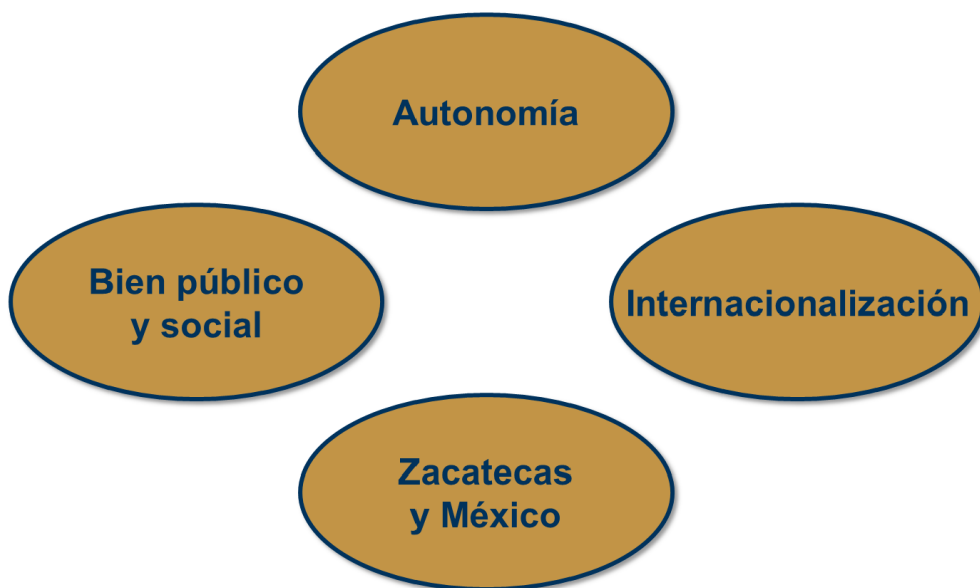 Autonomía
Bien público
y social
Internacionalización
Zacatecas
y México